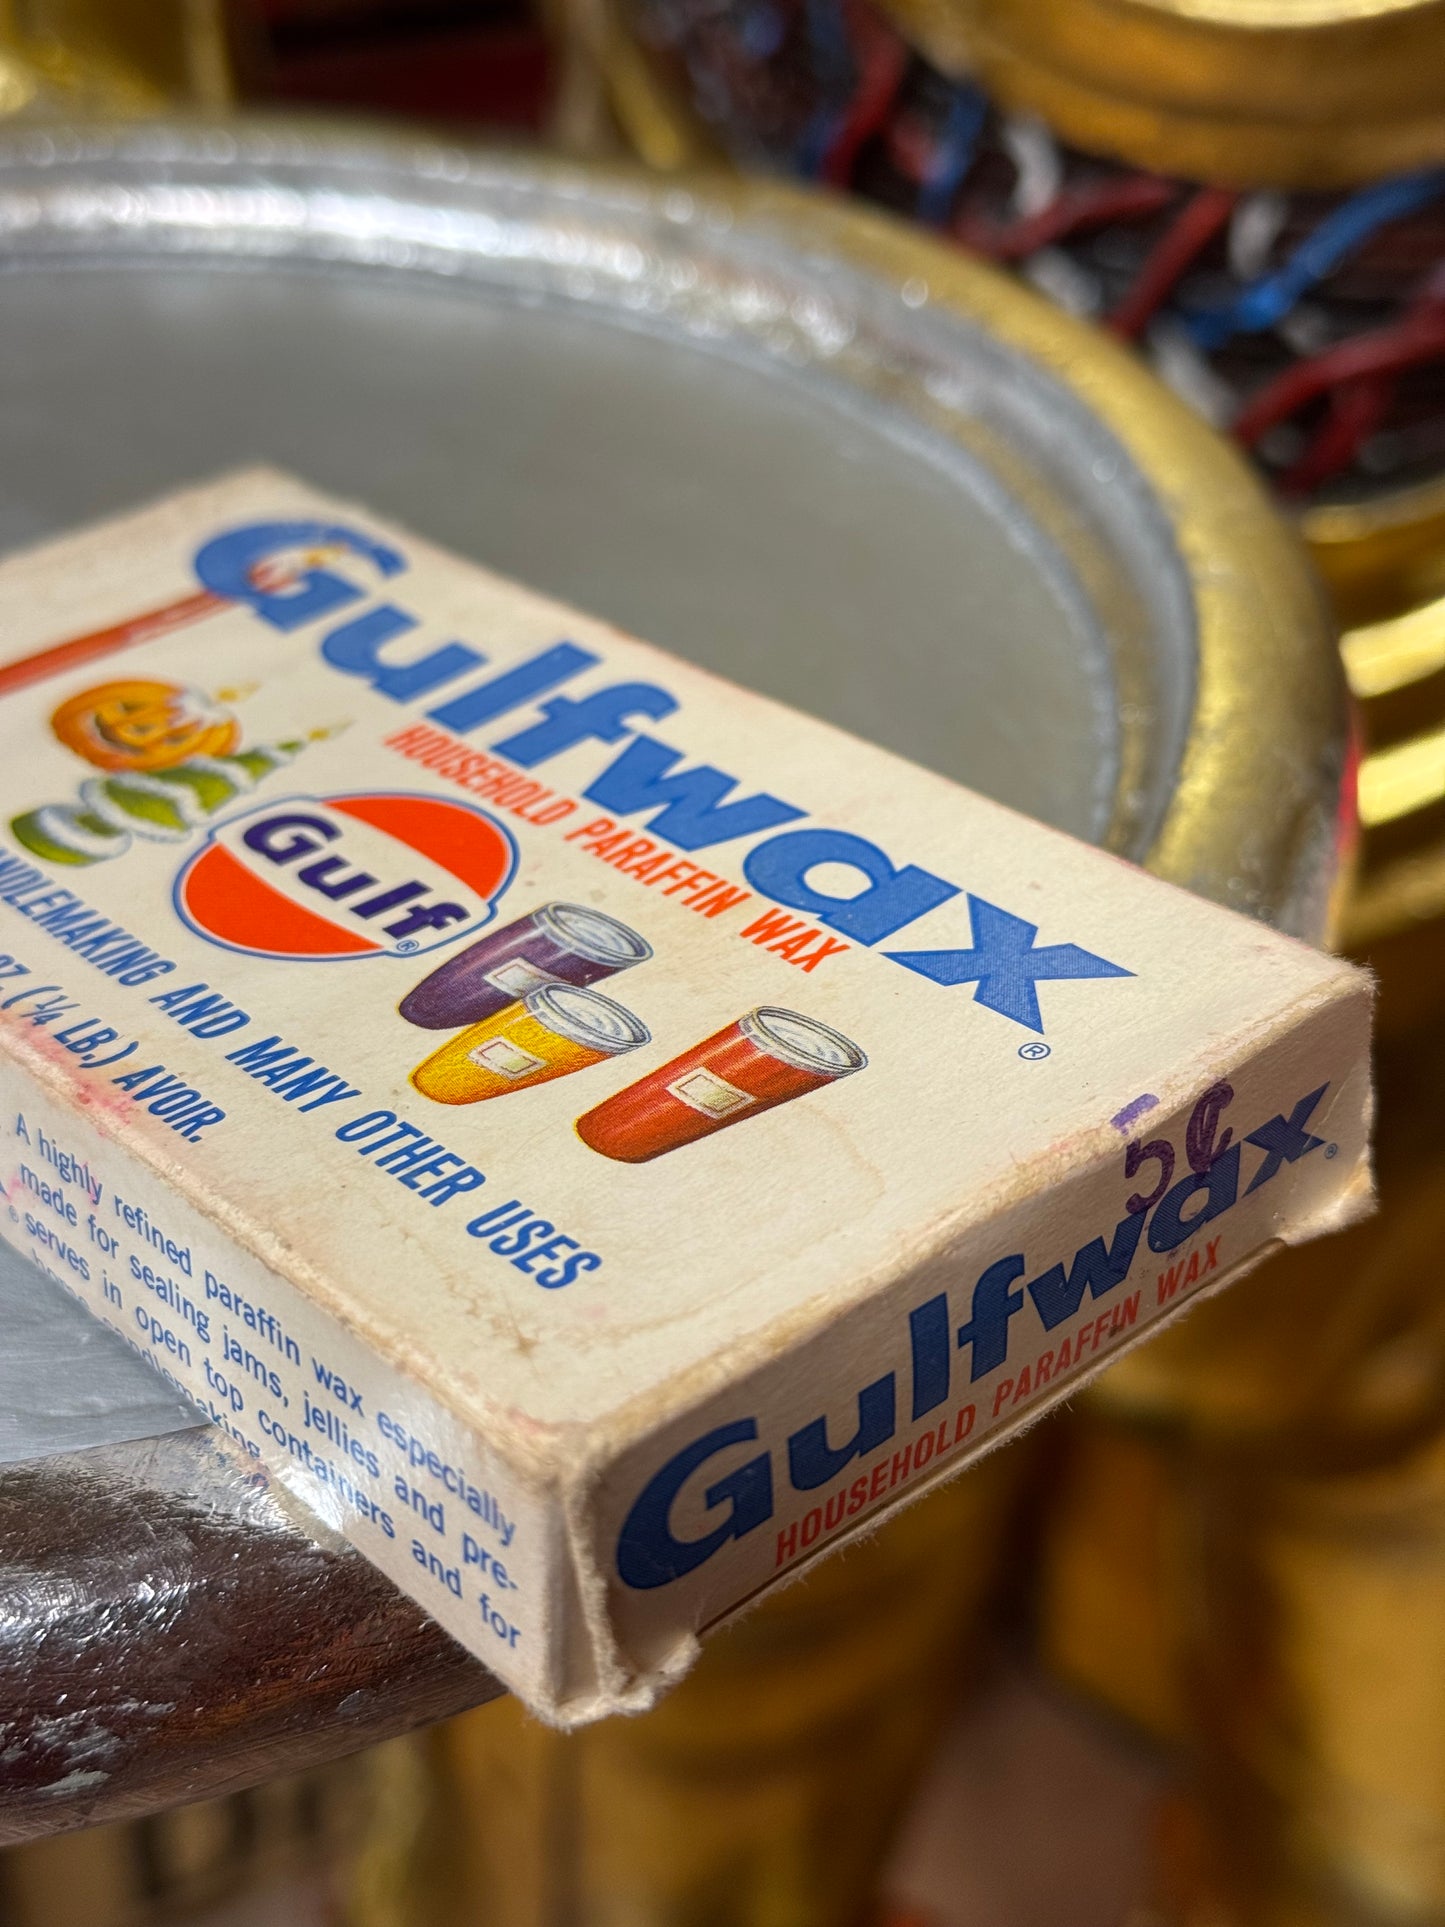 Gulfwax®
HOUSEHOLD PARAFFIN WAX
Gulf®
AND MANY OTHER USES
OZ. (¼ LB.) AVOIR.
A highly refined paraffin wax especially
made for sealing jams, jellies and pre-
serves in open top containers and for
5¢
Gulfwax®
HOUSEHOLD PARAFFIN WAX